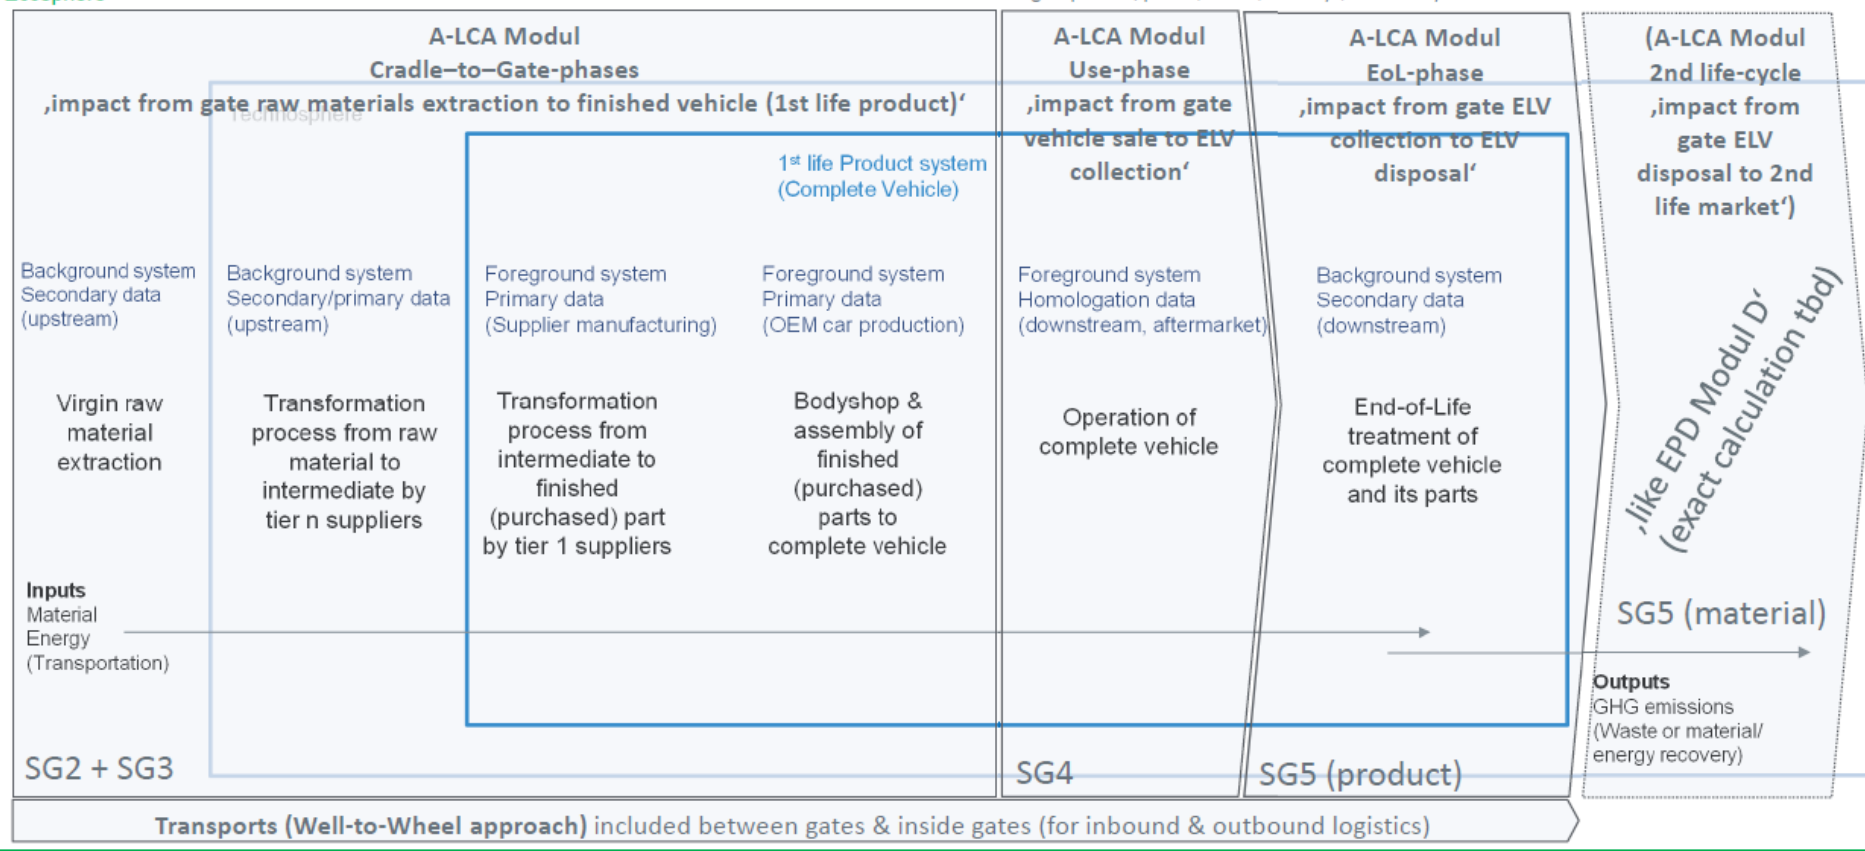 A-LCA Modul
Cradle–to–Gate-phases
‚impact from gate raw materials extraction to finished vehicle (1st life product)‘
Technosphere
1st life Product system
(Complete Vehicle)
A-LCA Modul
Use-phase
‚impact from gate
vehicle sale to ELV
collection‘
A-LCA Modul
EoL-phase
‚impact from gate ELV
collection to ELV
disposal‘
(A-LCA Modul
2nd life-cycle
‚impact from
gate ELV
disposal to 2nd
life market‘)
Background system
Secondary data
(upstream)
Background system
Secondary/primary data
(upstream)
Foreground system
Primary data
(Supplier manufacturing)
Foreground system
Primary data
(OEM car production)
Foreground system
Homologation data
(downstream, aftermarket)
Background system
Secondary data
(downstream)
Virgin raw
material
extraction
Transformation
process from raw
material to
intermediate by
tier n suppliers
Transformation
process from
intermediate to
finished
(purchased) part
by tier 1 suppliers
Bodyshop &
assembly of
finished
(purchased)
parts to
complete vehicle
Operation of
complete vehicle
End-of-Life
treatment of
complete vehicle
and its parts
‚like EPD Modul D‘
(exact calculation tbd)
Inputs
Material
Energy
(Transportation)
SG5 (material)
Outputs
GHG emissions
(Waste or material/
energy recovery)
SG2 + SG3
SG4
SG5 (product)
Transports (Well-to-Wheel approach) included between gates & inside gates (for inbound & outbound logistics)